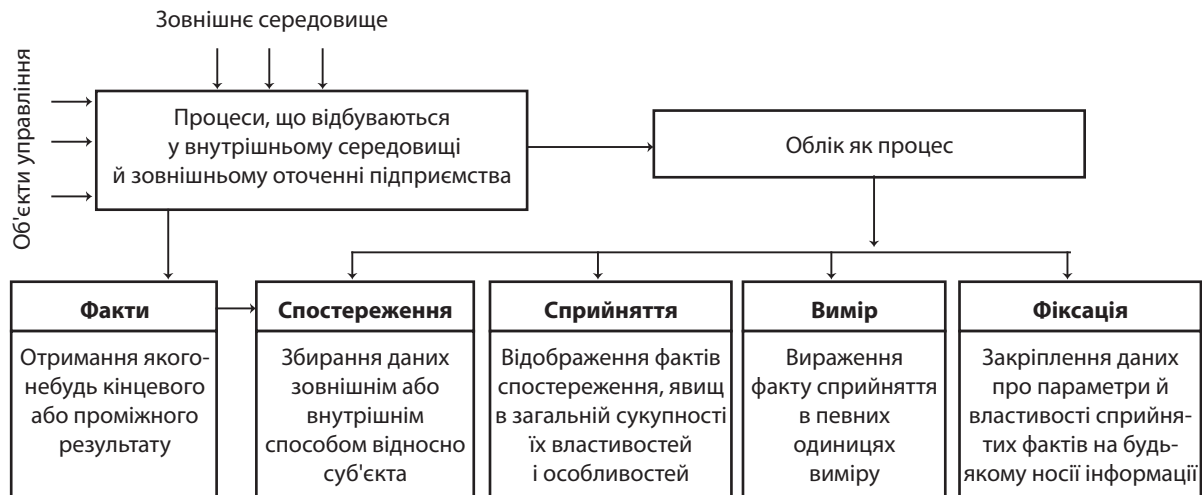 Зовнішнє середовище
Об'єкти управління
Процеси, що відбуваються
у внутрішньому середовищі
й зовнішньому оточенні підприємства
Облік як процес
Факти
Отримання якого-
небудь кінцевого
або проміжного
результату
Спостереження
Збирання даних
зовнішнім або
внутрішнім
способом відносно
суб'єкта
Сприйняття
Відображення фактів
спостереження, явищ
в загальній сукупності
їх властивостей
і особливостей
Вимір
Вираження
факту сприйняття
в певних
одиницях
виміру
Фіксація
Закріплення даних
про параметри й
властивості сприйня-
тих фактів на будь-
якому носії інформації